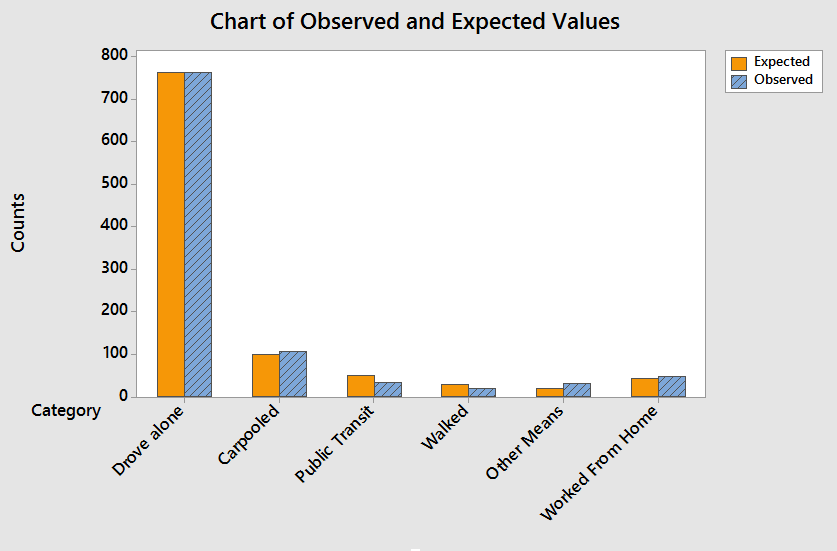 Chart of Observed and Expected Values
Expected
Observed
Counts
800
700
600
500
400
300
200
100
0
Category
Drove alone
Carpooled
Public Transit
Walked
Other Means
Worked From Home